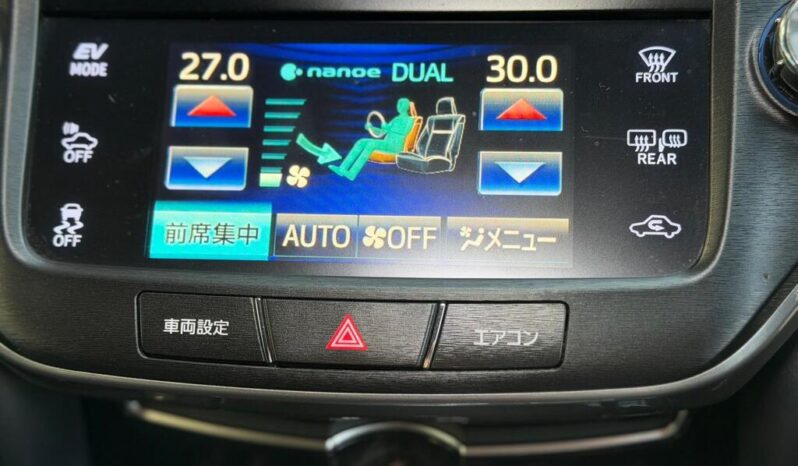 EV
MODE
27.0
nanoe DUAL
30.0
FRONT
OFF
REAR
OFF
前席集中
AUTO
OFF
メニュー
車両設定
エアコン